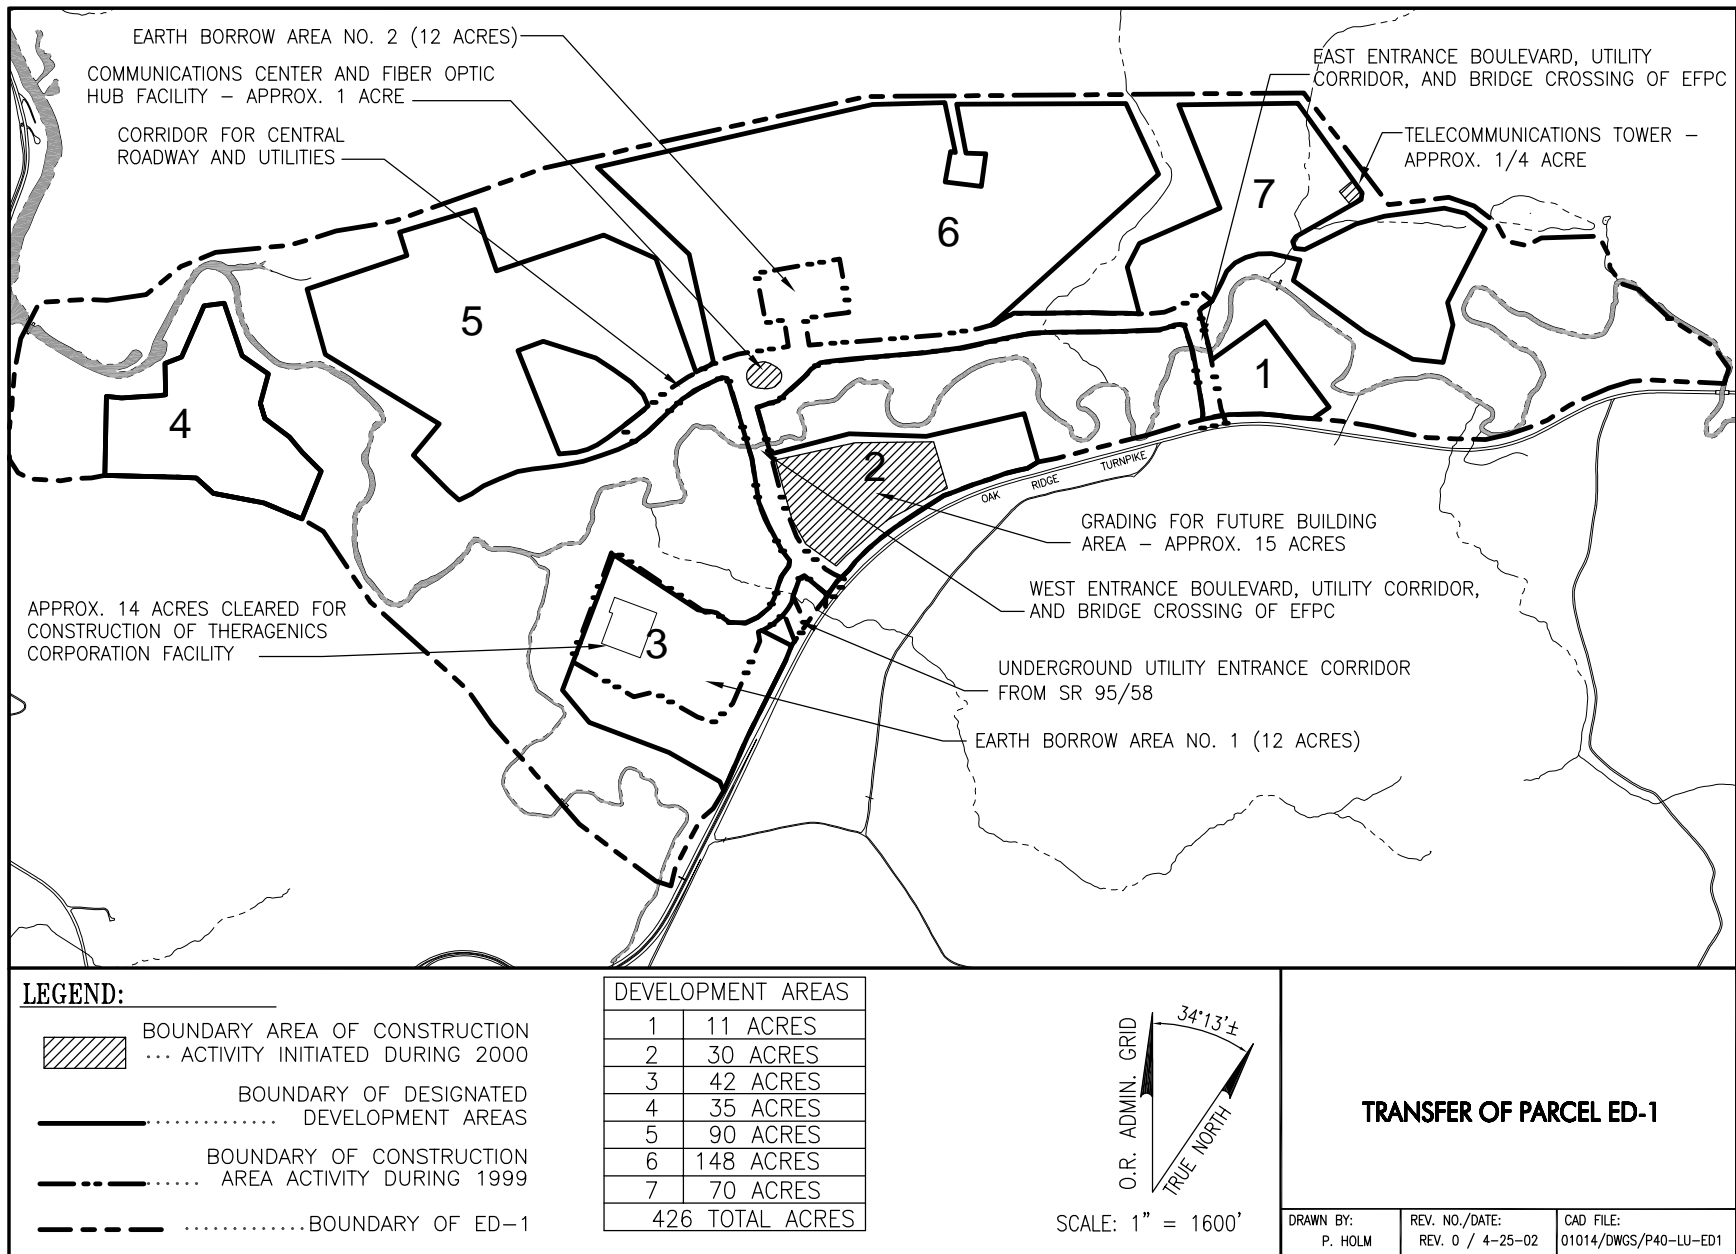 EARTH BORROW AREA NO. 2 (12 ACRES)
COMMUNICATIONS CENTER AND FIBER OPTIC
HUB FACILITY – APPROX. 1 ACRE
CORRIDOR FOR CENTRAL
ROADWAY AND UTILITIES
EAST ENTRANCE BOULEVARD, UTILITY
CORRIDOR, AND BRIDGE CROSSING OF EFPC
TELECOMMUNICATIONS TOWER –
APPROX. 1/4 ACRE
7
6
5
1
4
2
OAK RIDGE TURNPIKE
GRADING FOR FUTURE BUILDING
AREA – APPROX. 15 ACRES
WEST ENTRANCE BOULEVARD, UTILITY CORRIDOR,
AND BRIDGE CROSSING OF EFPC
APPROX. 14 ACRES CLEARED FOR
CONSTRUCTION OF THERAGENICS
CORPORATION FACILITY
3
UNDERGROUND UTILITY ENTRANCE CORRIDOR
FROM SR 95/58
EARTH BORROW AREA NO. 1 (12 ACRES)
LEGEND:
BOUNDARY AREA OF CONSTRUCTION
... ACTIVITY INITIATED DURING 2000
BOUNDARY OF DESIGNATED
.............. DEVELOPMENT AREAS
BOUNDARY OF CONSTRUCTION
...... AREA ACTIVITY DURING 1999
............. BOUNDARY OF ED–1
DEVELOPMENT AREAS
1 11 ACRES
2 30 ACRES
3 42 ACRES
4 35 ACRES
5 90 ACRES
6 148 ACRES
7 70 ACRES
426 TOTAL ACRES
O.R. ADMIN. GRID
34°13'±
TRUE NORTH
SCALE: 1" = 1600'
TRANSFER OF PARCEL ED-1
DRAWN BY:
P. HOLM
REV. NO./DATE:
REV. 0 / 4-25-02
CAD FILE:
01014/DWGS/P40-LU-ED1